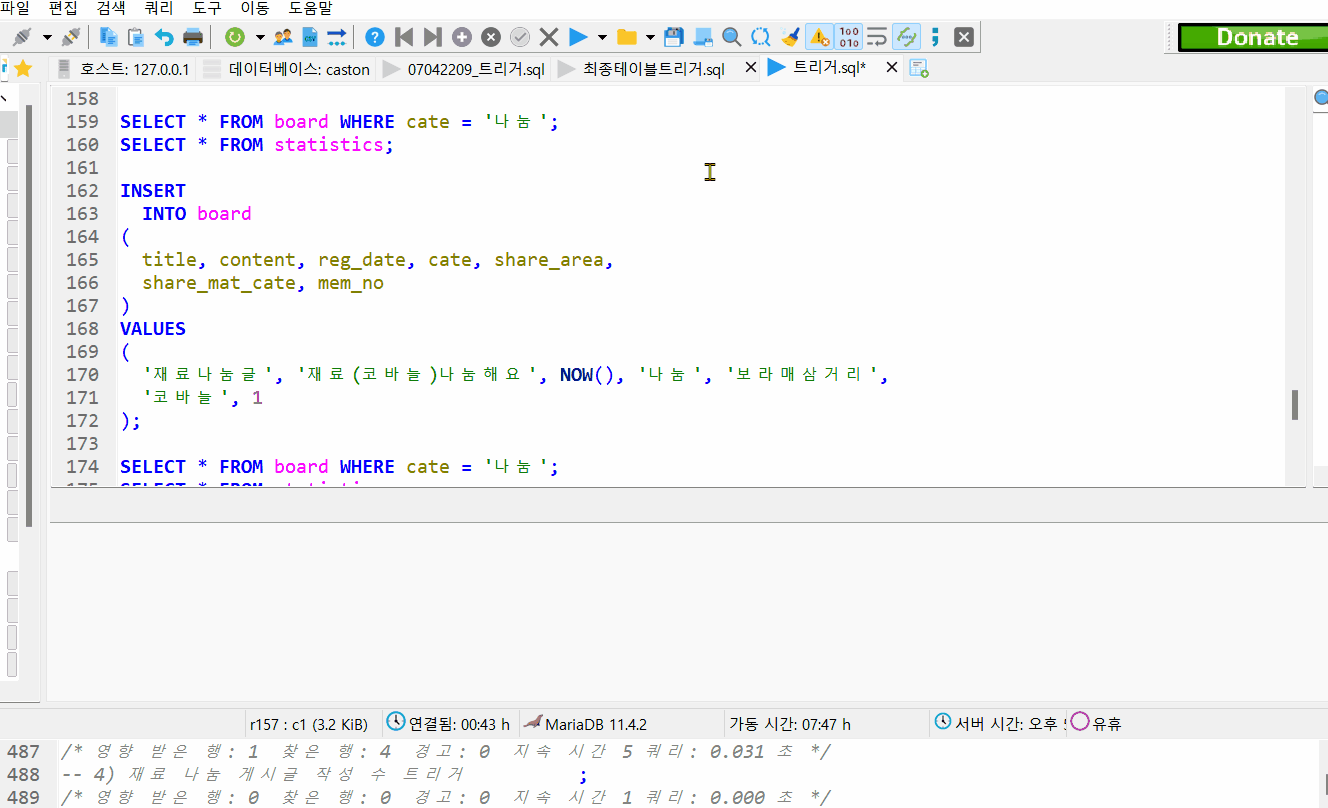 파일 편집 검색 쿼리 도구 이동 도움말
Donate
호스트: 127.0.0.1 데이터베이스: caston 07042209_트리거.sql 최종테이블트리거.sql 트리거.sql*
158
159 SELECT * FROM board WHERE cate = '나눔';
160 SELECT * FROM statistics;
161
162 INSERT
163 INTO board
164 (
165 title, content, reg_date, cate, share_area,
166 share_mat_cate, mem_no
167 )
168 VALUES
169 (
170 '재료나눔글', '재료(코바늘)나눔해요', NOW(), '나눔', '보라매삼거리',
171 '코바늘', 1
172 );
173
174 SELECT * FROM board WHERE cate = '나눔';
r157 : c1 (3.2 KiB) 연결됨: 00:43 h MariaDB 11.4.2 가동 시간: 07:47 h 서버 시간: 오후 유휴
487 /* 영향 받은 행: 1 찾은 행: 4 경고: 0 지속 시간 5 쿼리: 0.031 초 */
488 -- 4) 재료 나눔 게시글 작성 수 트리거 ;
489 /* 영향 받은 행: 0 찾은 행: 0 경고: 0 지속 시간 1 쿼리: 0.000 초 */